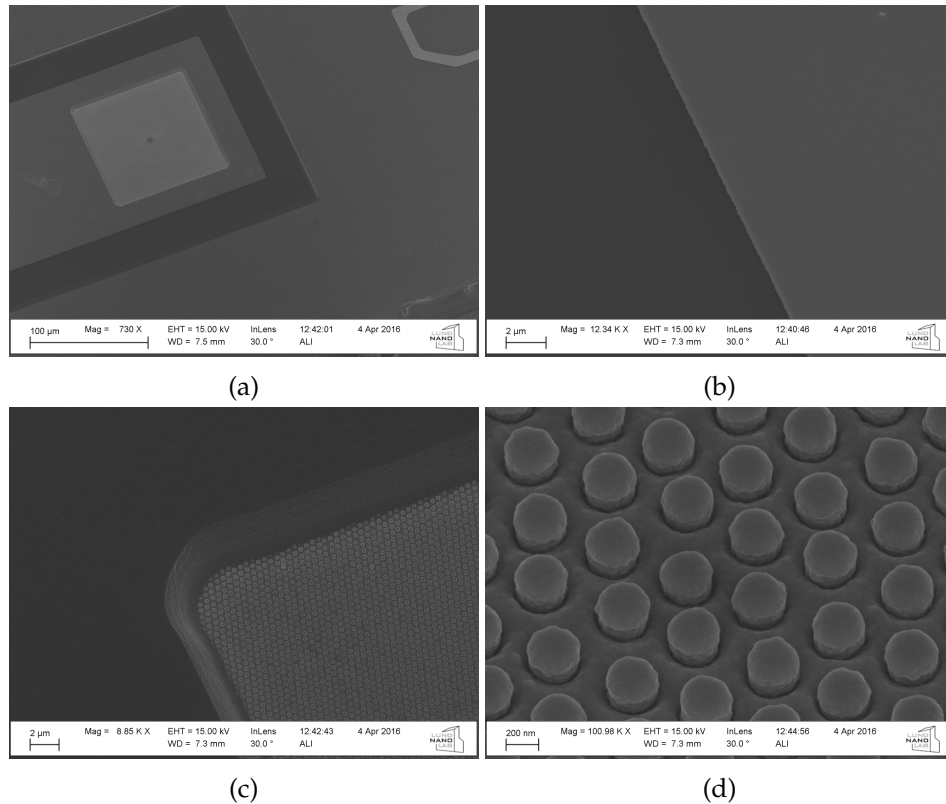 100 µm Mag = 730 X EHT = 15.00 kV InLens 12:42:01 4 Apr 2016
WD = 7.5 mm 30.0 ° ALI
LUND
NANO
LAB
2 µm Mag = 12.34 K X EHT = 15.00 kV InLens 12:40:46 4 Apr 2016
WD = 7.3 mm 30.0 ° ALI
LUND
NANO
LAB
(a)
(b)
2 µm Mag = 8.85 K X EHT = 15.00 kV InLens 12:42:43 4 Apr 2016
WD = 7.3 mm 30.0 ° ALI
LUND
NANO
LAB
200 nm Mag = 100.98 K X EHT = 15.00 kV InLens 12:44:56 4 Apr 2016
WD = 7.3 mm 30.0 ° ALI
LUND
NANO
LAB
(c)
(d)